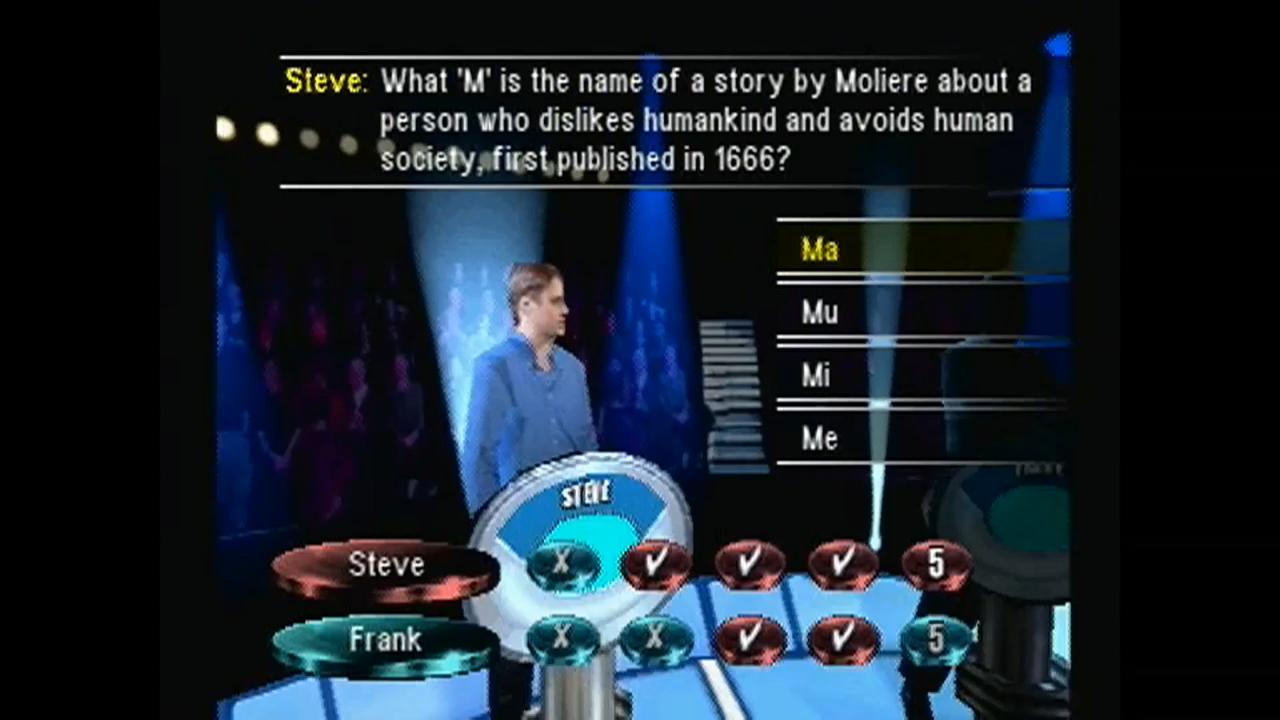 Steve: What 'M' is the name of a story by Moliere about a
person who dislikes humankind and avoids human
society, first published in 1666?
Ma
Mu
Mi
Me
STEVE
Steve X ✓ ✓ ✓ 5
Frank X X ✓ ✓ 5